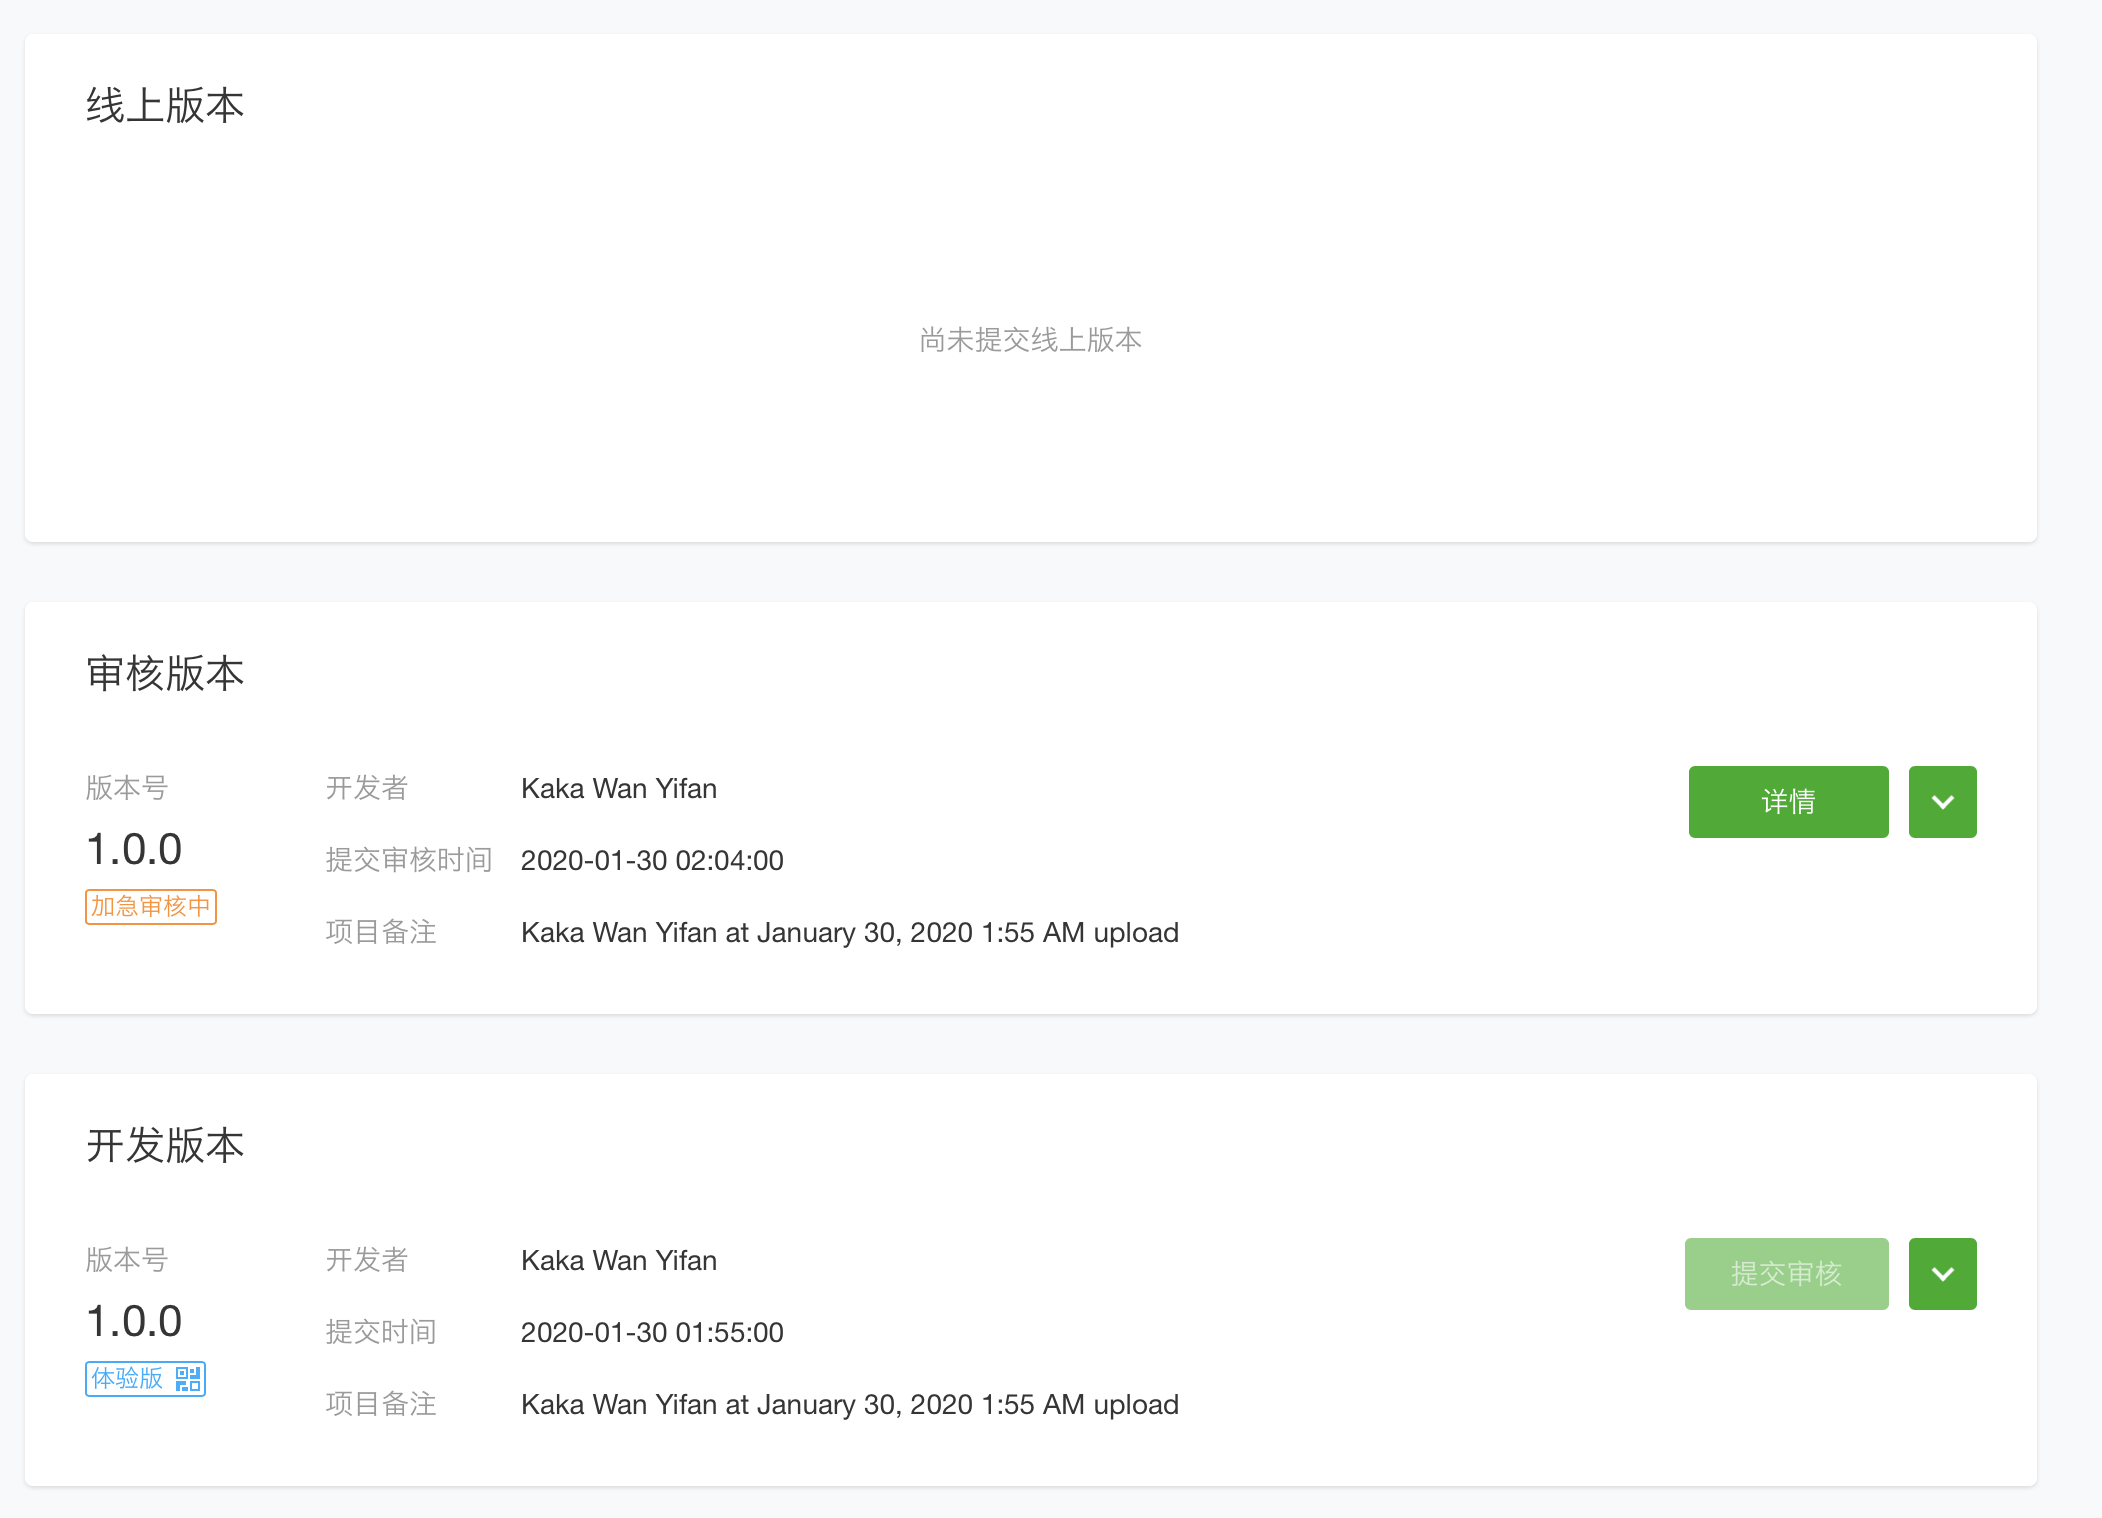 线上版本
尚未提交线上版本
审核版本
版本号
1.0.0
加急审核中
开发者 Kaka Wan Yifan
提交审核时间 2020-01-30 02:04:00
项目备注 Kaka Wan Yifan at January 30, 2020 1:55 AM upload
详情
开发版本
版本号
1.0.0
体验版
开发者 Kaka Wan Yifan
提交时间 2020-01-30 01:55:00
项目备注 Kaka Wan Yifan at January 30, 2020 1:55 AM upload
提交审核